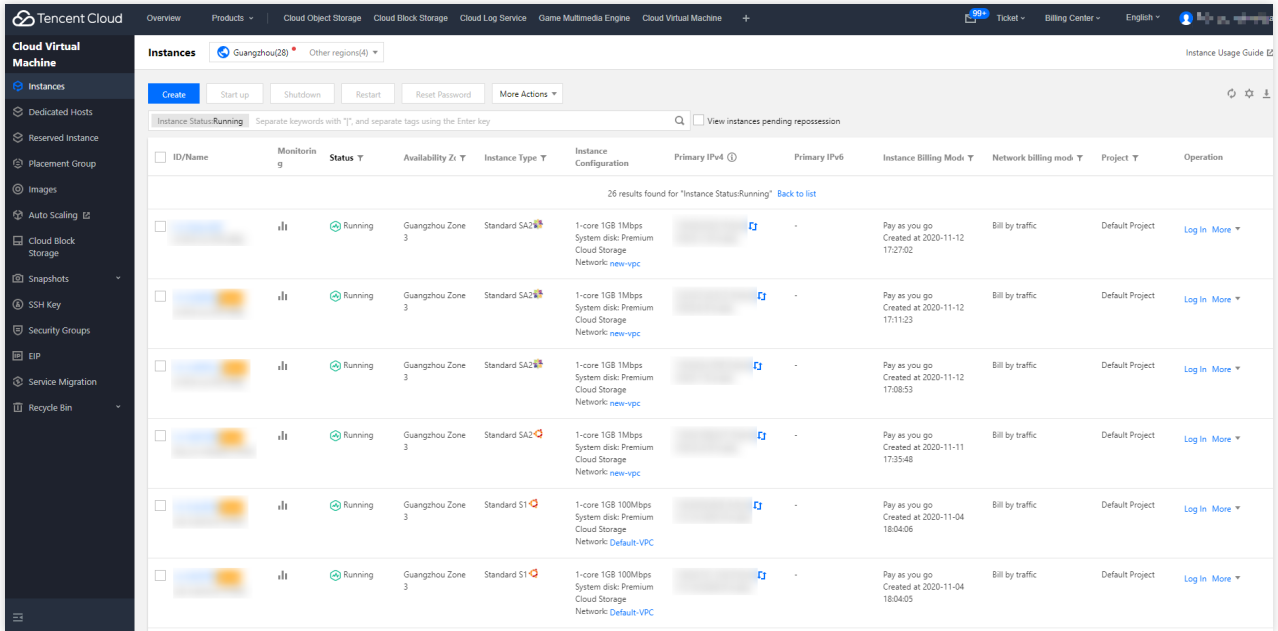 Tencent Cloud Overview Products Cloud Object Storage Cloud Block Storage Cloud Log Service Game Multimedia Engine Cloud Virtual Machine + 99+ Ticket Billing Center English
Cloud Virtual Machine
Instances
Dedicated Hosts
Reserved Instance
Placement Group
Images
Auto Scaling
Cloud Block Storage
Snapshots
SSH Key
Security Groups
EIP
Service Migration
Recycle Bin
Instances Guangzhou(28) Other regions(4) Instance Usage Guide
Create Start up Shutdown Restart Reset Password More Actions
Instance Status:Running Separate keywords with "|", and separate tags using the Enter key View instances pending repossession
ID/Name Monitoring Status Availability Zo Instance Type Instance Configuration Primary IPv4 Primary IPv6 Instance Billing Mode Network billing mode Project Operation
26 results found for "Instance Status:Running" Back to list
Running Guangzhou Zone 3 Standard SA2 1-core 1GB 1Mbps - Pay as you go Bill by traffic Default Project Log In More
System disk: Premium Cloud Storage Created at 2020-11-12 17:27:02
Network: new-vpc
Running Guangzhou Zone 3 Standard SA2 1-core 1GB 1Mbps - Pay as you go Bill by traffic Default Project Log In More
System disk: Premium Cloud Storage Created at 2020-11-12 17:11:23
Network: new-vpc
Running Guangzhou Zone 3 Standard SA2 1-core 1GB 1Mbps - Pay as you go Bill by traffic Default Project Log In More
System disk: Premium Cloud Storage Created at 2020-11-12 17:08:53
Network: new-vpc
Running Guangzhou Zone 3 Standard SA2 1-core 1GB 1Mbps - Pay as you go Bill by traffic Default Project Log In More
System disk: Premium Cloud Storage Created at 2020-11-11 17:35:48
Network: new-vpc
Running Guangzhou Zone 3 Standard S1 1-core 1GB 100Mbps - Pay as you go Bill by traffic Default Project Log In More
System disk: Premium Cloud Storage Created at 2020-11-04 18:04:06
Network: Default-VPC
Running Guangzhou Zone 3 Standard S1 1-core 1GB 100Mbps - Pay as you go Bill by traffic Default Project Log In More
System disk: Premium Cloud Storage Created at 2020-11-04 18:04:05
Network: Default-VPC